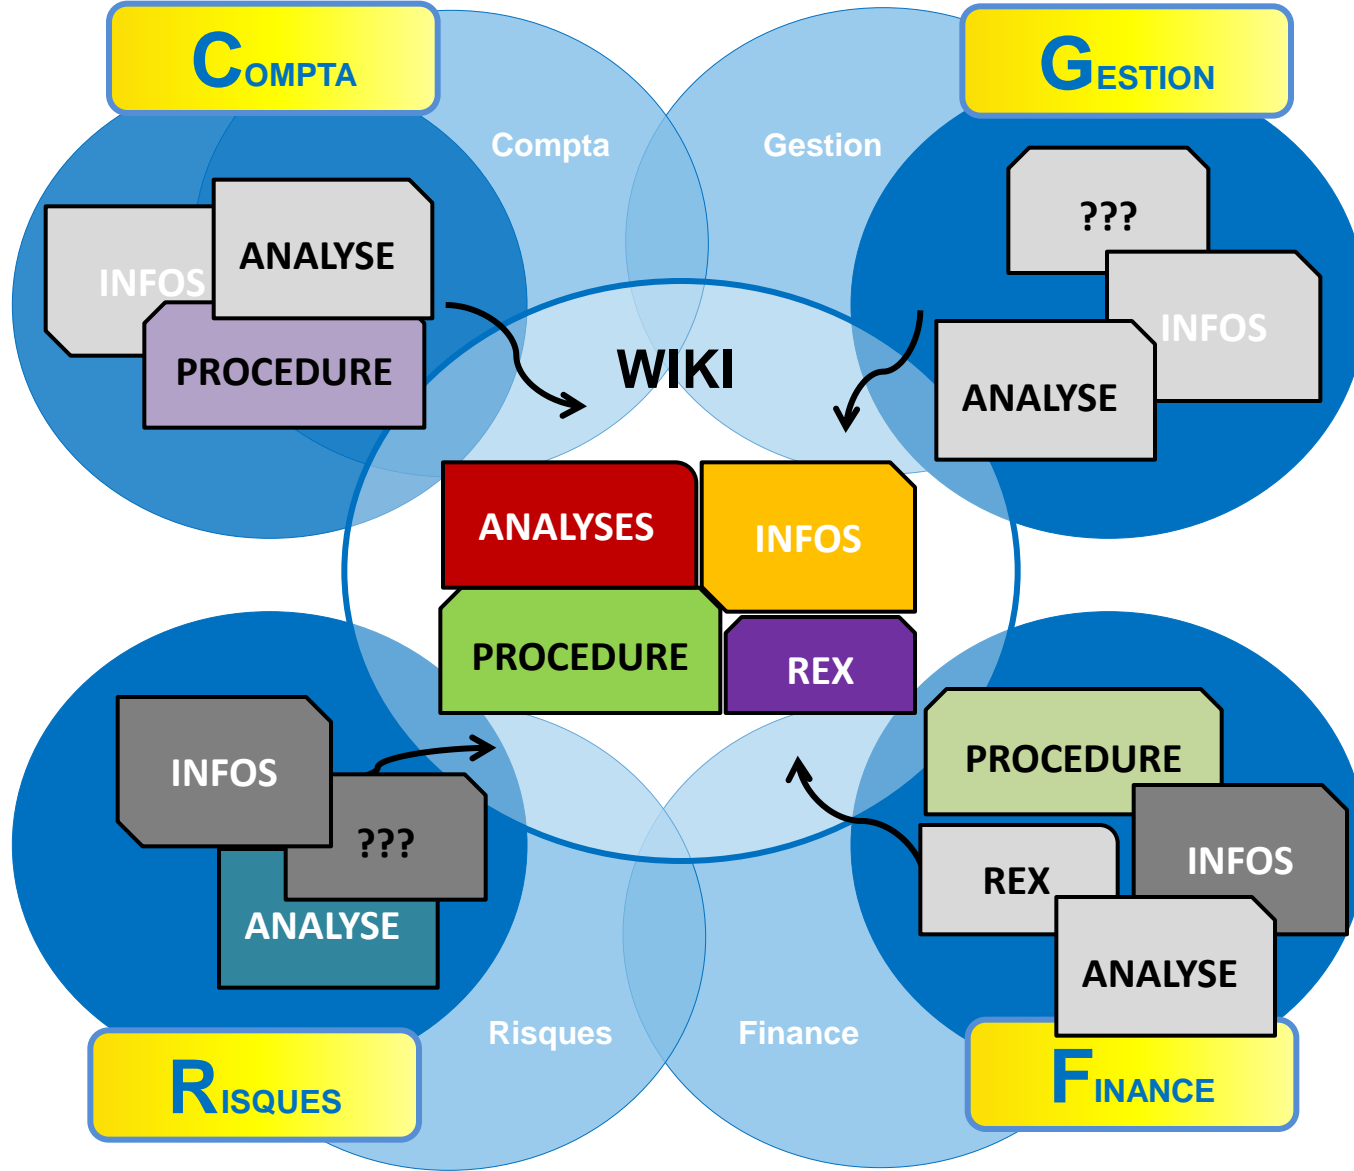 COMPTA
GESTION
Compta
Gestion
???
INFOS
ANALYSE
PROCEDURE
INFOS
ANALYSE
WIKI
ANALYSES
INFOS
PROCEDURE
REX
INFOS
???
ANALYSE
PROCEDURE
INFOS
REX
ANALYSE
Risques
Finance
RISQUES
FINANCE